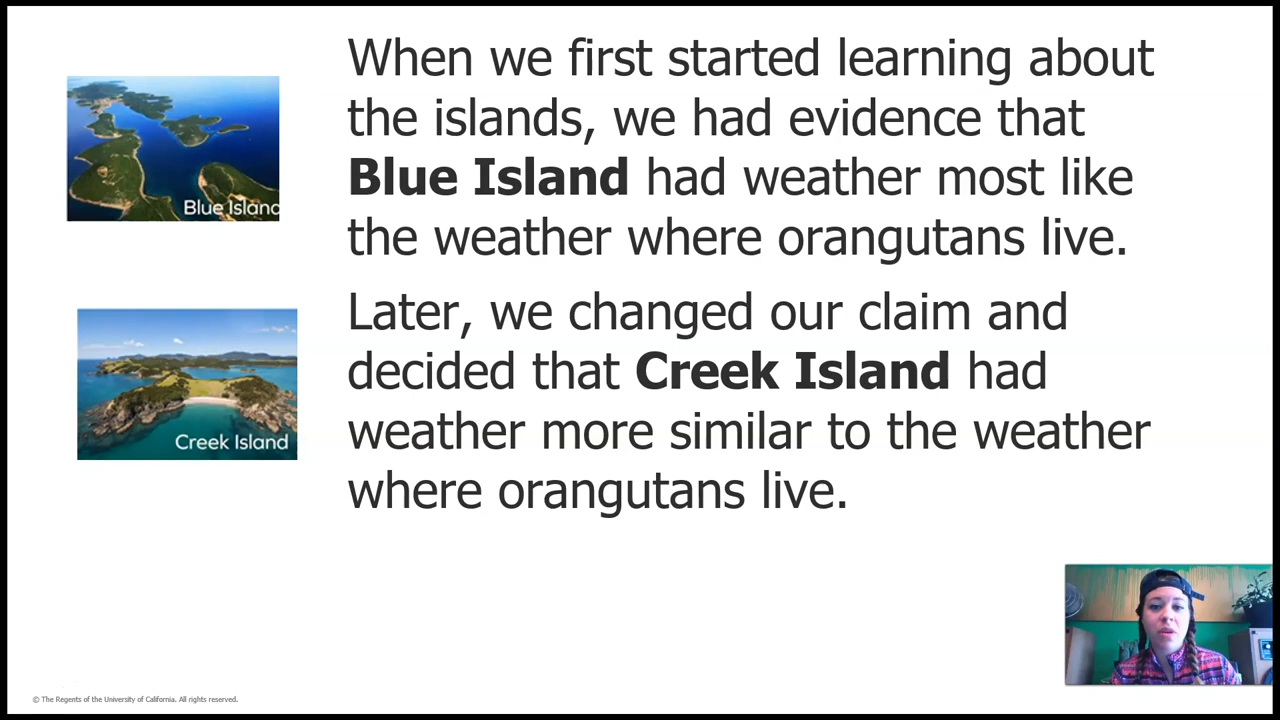 When we first started learning about
the islands, we had evidence that
Blue Island had weather most like
the weather where orangutans live.
Blue Island
Later, we changed our claim and
decided that Creek Island had
weather more similar to the weather
where orangutans live.
Creek Island
© The Regents of the University of California. All rights reserved.